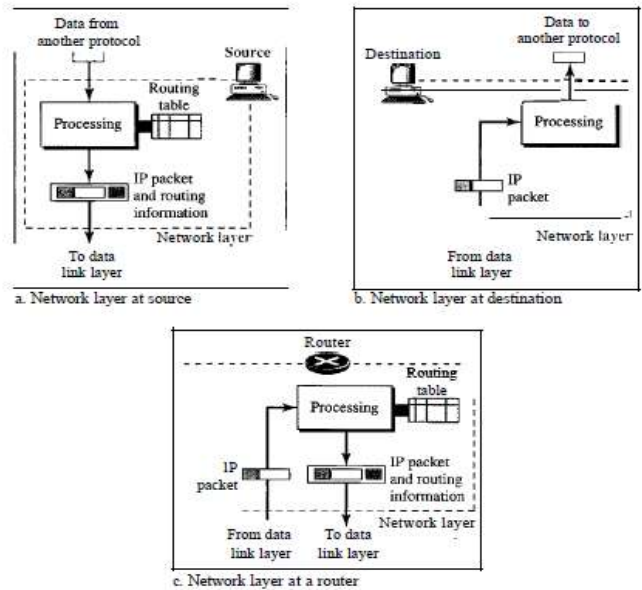 Data from
another protocol
Source
Routing
table
Processing
IP packet
and routing
information
Network layer
To data
link layer
a. Network layer at source
Data to
another protocol
Destination
Processing
IP
packet
Network layer
From data
link layer
b. Network layer at destination
Router
Routing
table
Processing
IP
packet
IP packet
and routing
information
Network layer
From data
link layer
To data
link layer
c. Network layer at a router